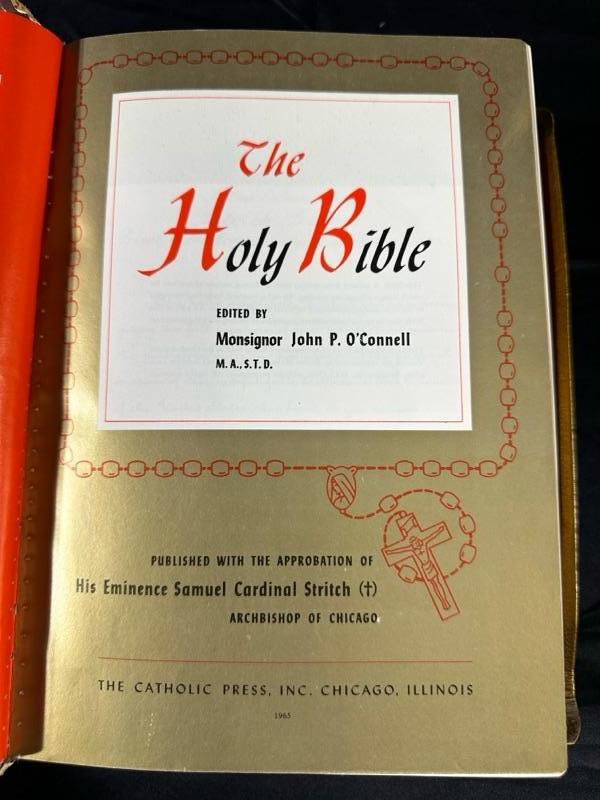 The
Holy Bible
EDITED BY
Monsignor John P. O'Connell
M.A., S.T.D.
PUBLISHED WITH THE APPROBATION OF
His Eminence Samuel Cardinal Stritch (†)
ARCHBISHOP OF CHICAGO
THE CATHOLIC PRESS, INC. CHICAGO, ILLINOIS
1965